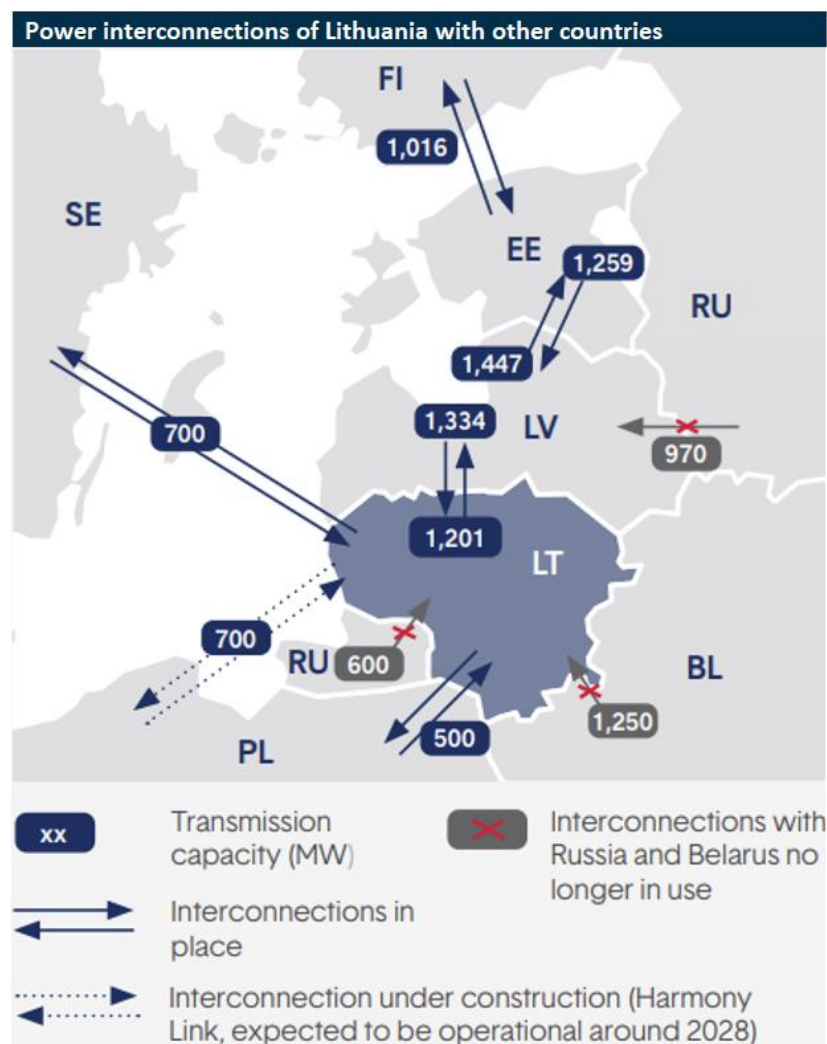 Power interconnections of Lithuania with other countries
FI
1,016
SE
EE
1,259
RU
1,447
1,334
LV
700
970
1,201
LT
700
RU
600
BL
1,250
500
PL
xx
Transmission
capacity (MW)
Interconnections with
Russia and Belarus no
longer in use
Interconnections in
place
Interconnection under construction (Harmony
Link, expected to be operational around 2028)